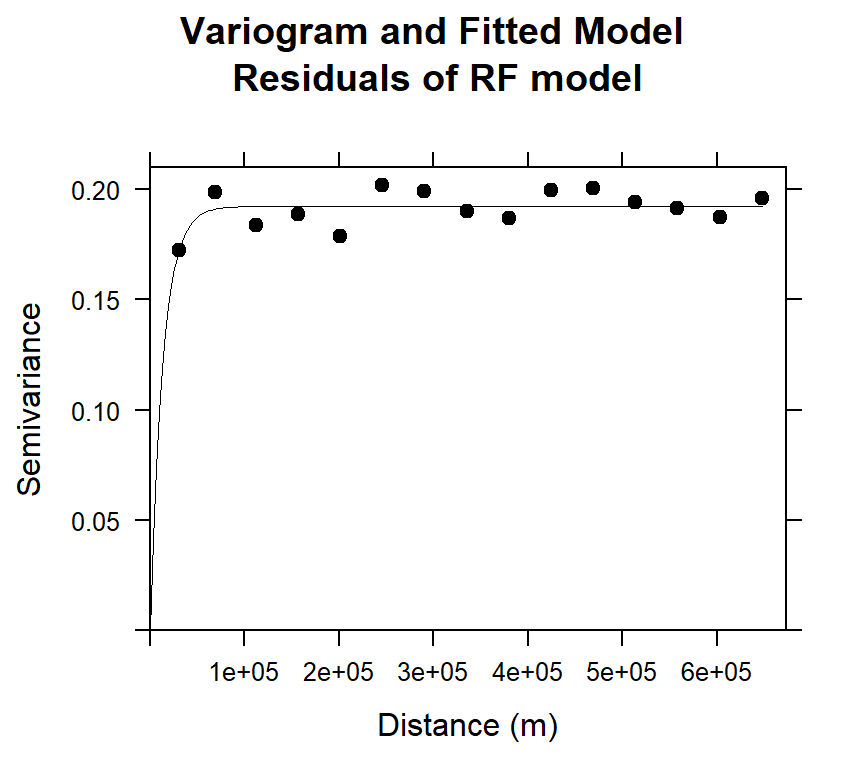 Variogram and Fitted Model
Residuals of RF model
0.20
0.15
0.10
0.05
Semivariance
1e+05 2e+05 3e+05 4e+05 5e+05 6e+05
Distance (m)